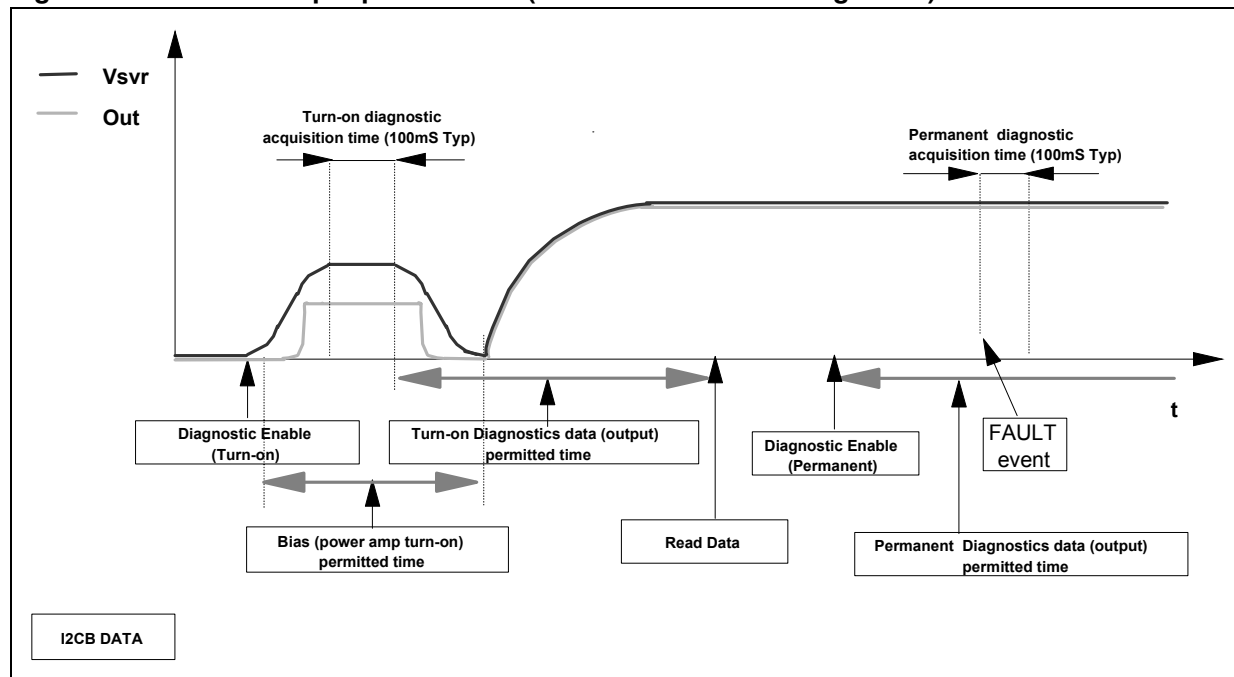 Vsvr
Out
Turn-on diagnostic
acquisition time (100mS Typ)
Permanent diagnostic
acquisition time (100mS Typ)
t
Diagnostic Enable
(Turn-on)
Turn-on Diagnostics data (output)
permitted time
Diagnostic Enable
(Permanent)
FAULT
event
Bias (power amp turn-on)
permitted time
Read Data
Permanent Diagnostics data (output)
permitted time
I2CB DATA